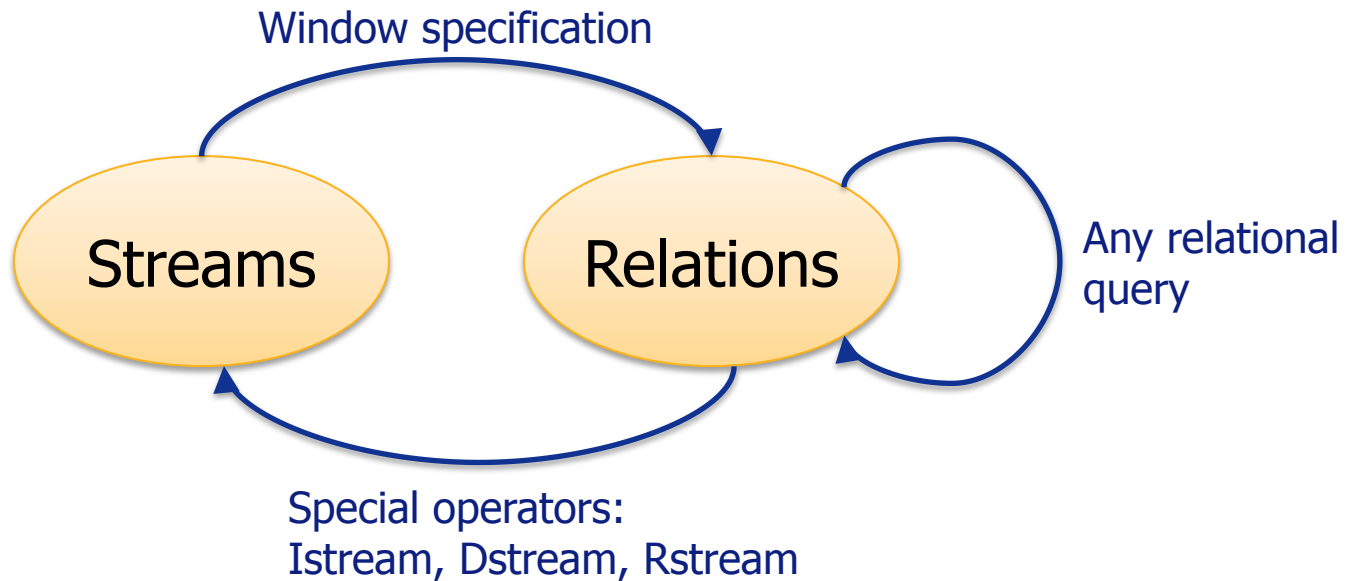 Window specification
Streams
Relations
Any relational
query
Special operators:
Istream, Dstream, Rstream